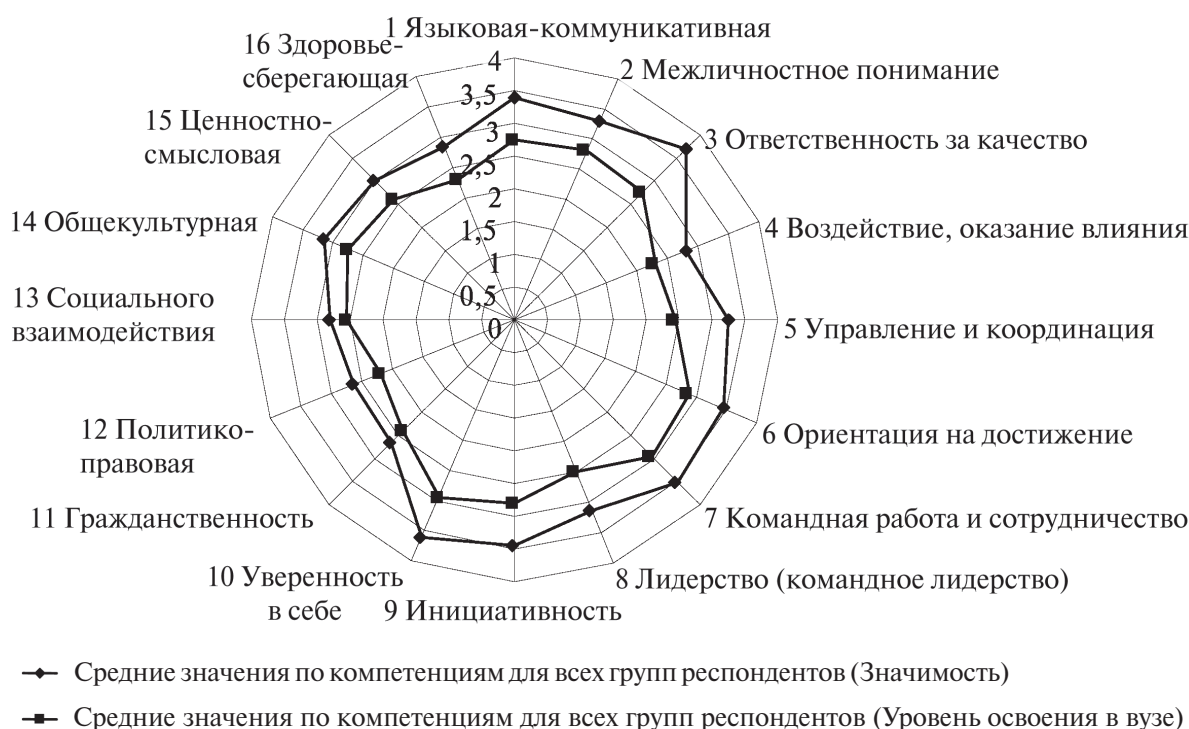 1 Языковая-коммуникативная
16 Здоровье-
сберегающая
4
2 Межличностное понимание
3,5
15 Ценностно-
смысловая
3
3 Ответственность за качество
2,5
2
14 Общекультурная
1,5
4 Воздействие, оказание влияния
1
13 Социального
взаимодействия
0,5
0
5 Управление и координация
12 Политико-
правовая
6 Ориентация на достижение
11 Гражданственность
7 Командная работа и сотрудничество
10 Уверенность
в себе
8 Лидерство (командное лидерство)
9 Инициативность
Средние значения по компетенциям для всех групп респондентов (Значимость)
Средние значения по компетенциям для всех групп респондентов (Уровень освоения в вузе)